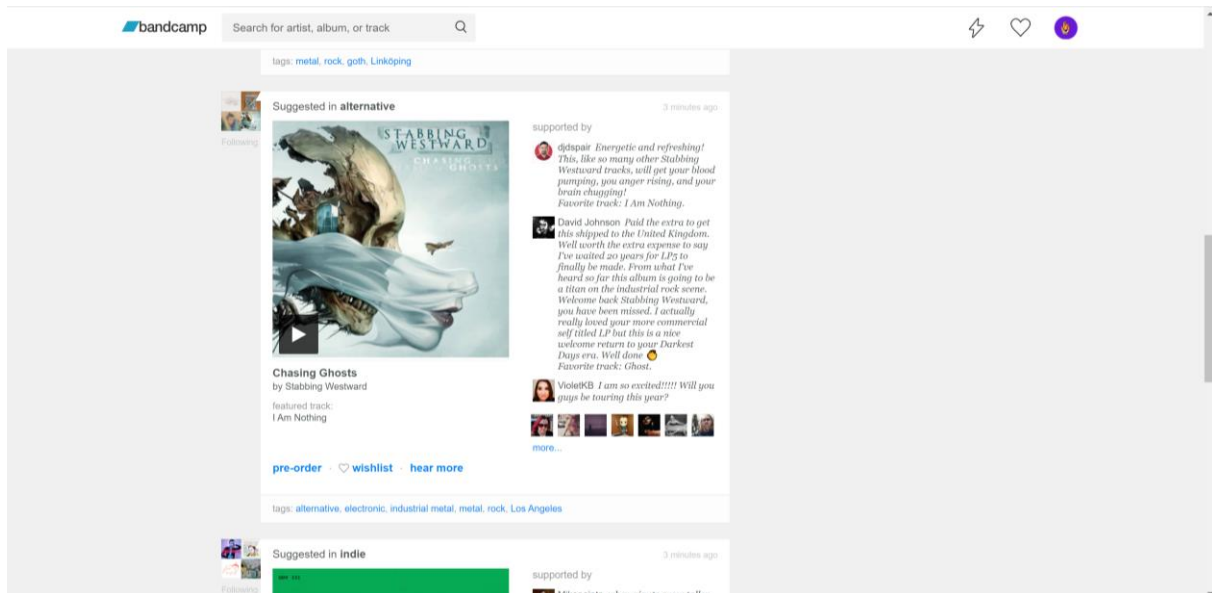 bandcamp
Search for artist, album, or track
tags: metal, rock, goth, Linköping
Following
Suggested in alternative
3 minutes ago
STABBING
WESTWARD
CHASING
GHOSTS
Chasing Ghosts
by Stabbing Westward
featured track:
I Am Nothing
supported by
djdspair Energetic and refreshing!
This, like so many other Stabbing
Westward tracks, will get your blood
pumping, you anger rising, and your
brain chugging!
Favorite track: I Am Nothing.
David Johnson Paid the extra to get
this shipped to the United Kingdom.
Well worth the extra expense to say
I've waited 20 years for LP5 to
finally be made. From what I've
heard so far this album is going to be
a titan on the industrial rock scene.
Welcome back Stabbing Westward,
you have been missed. I actually
really loved your more commercial
self titled LP but this is a nice
welcome return to your Darkest
Days era. Well done 👏
Favorite track: Ghost.
VioletKB I am so excited!!!!! Will you
guys be touring this year?
more...
pre-order · wishlist · hear more
tags: alternative, electronic, industrial metal, metal, rock, Los Angeles
Following
Suggested in indie
3 minutes ago
supported by